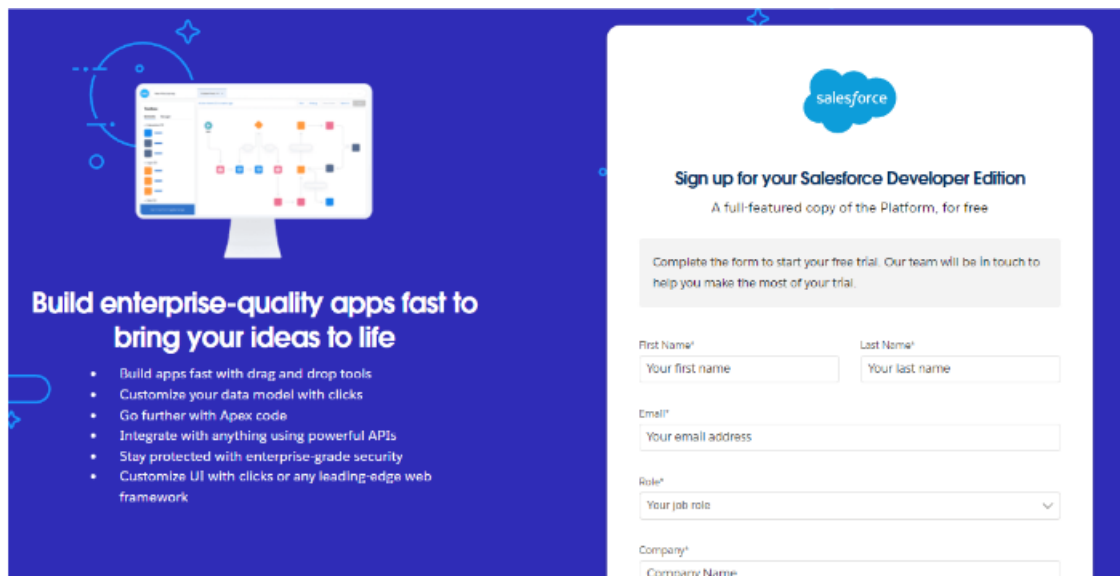 Build enterprise-quality apps fast to
bring your ideas to life
• Build apps fast with drag and drop tools
• Customize your data model with clicks
• Go further with Apex code
• Integrate with anything using powerful APIs
• Stay protected with enterprise-grade security
• Customize UI with clicks or any leading-edge web
framework
salesforce
Sign up for your Salesforce Developer Edition
A full-featured copy of the Platform, for free
Complete the form to start your free trial. Our team will be in touch to
help you make the most of your trial.
First Name* Last Name*
Your first name Your last name
Email*
Your email address
Role*
Your job role
Company*
Company Name